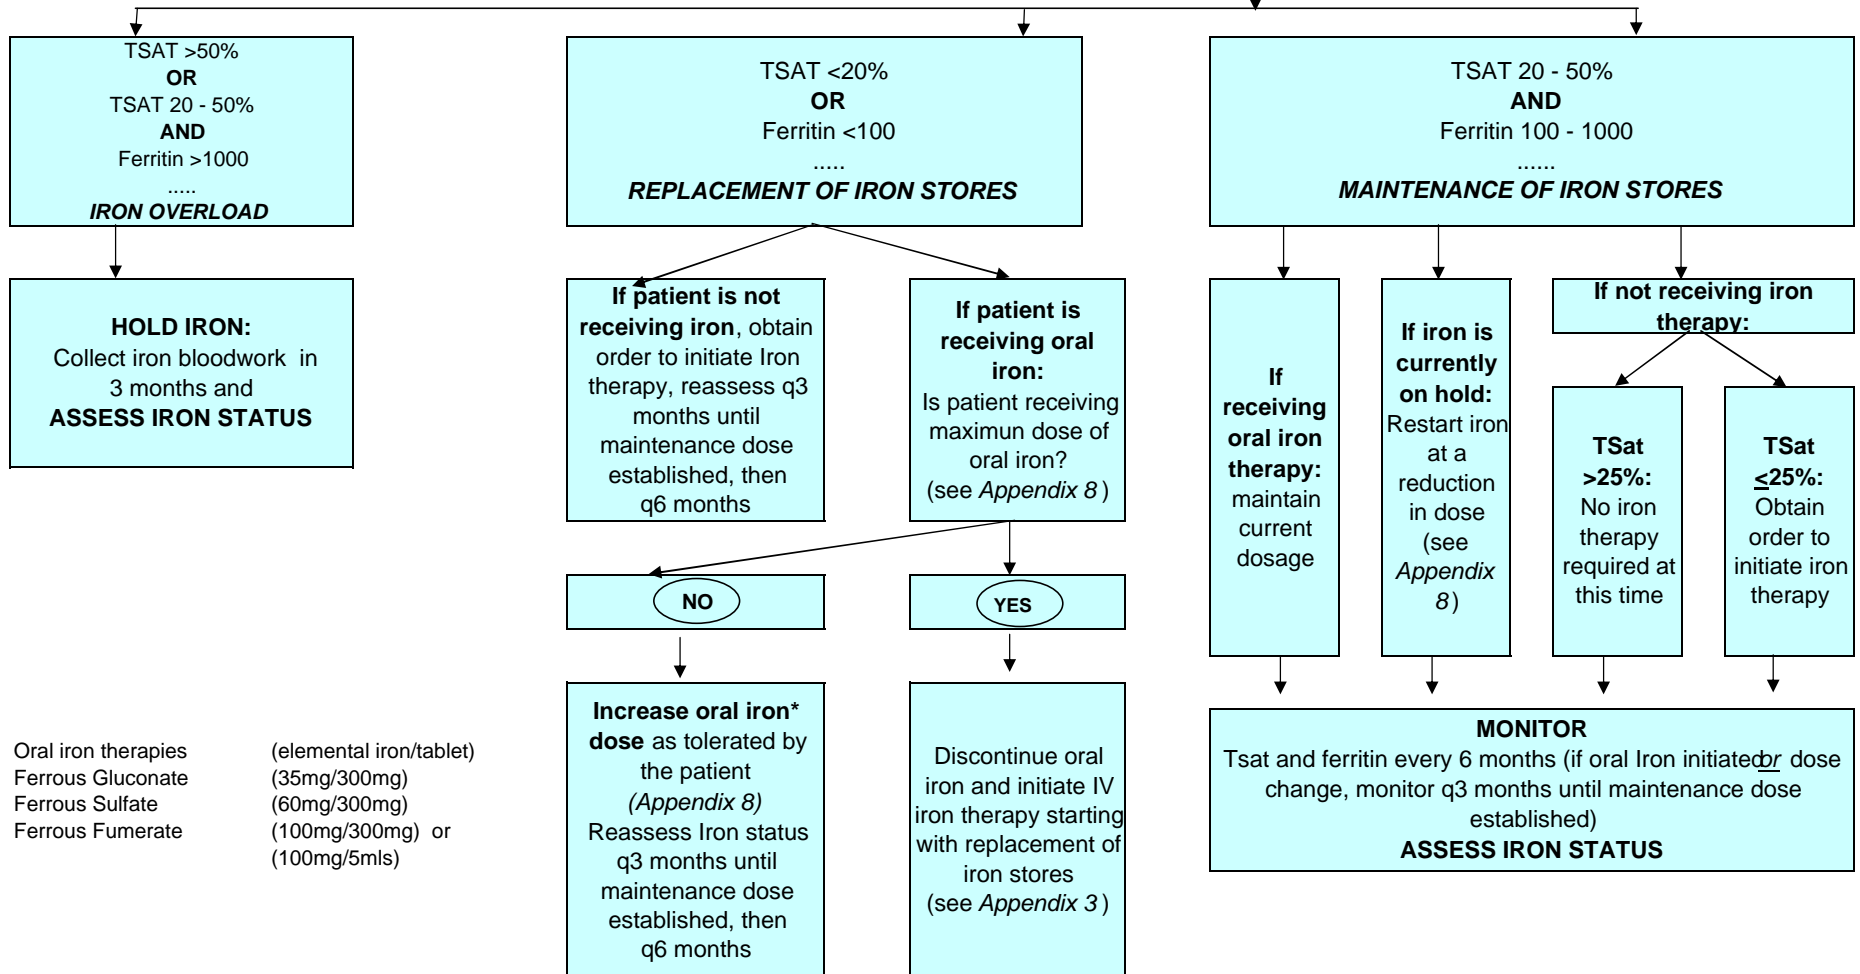 TSAT >50%
OR
TSAT 20 - 50%
AND
Ferritin >1000
.....
IRON OVERLOAD
TSAT <20%
OR
Ferritin <100
.....
REPLACEMENT OF IRON STORES
TSAT 20 - 50%
AND
Ferritin 100 - 1000
......
MAINTENANCE OF IRON STORES
HOLD IRON:
Collect iron bloodwork in
3 months and
ASSESS IRON STATUS
If patient is not
receiving iron, obtain
order to initiate Iron
therapy, reassess q3
months until
maintenance dose
established, then
q6 months
If patient is
receiving oral
iron:
Is patient receiving
maximun dose of
oral iron?
(see Appendix 8 )
NO
YES
Increase oral iron*
dose as tolerated by
the patient
(Appendix 8)
Reassess Iron status
q3 months until
maintenance dose
established, then
q6 months
Discontinue oral
iron and initiate IV
iron therapy starting
with replacement of
iron stores
(see Appendix 3 )
If
receiving
oral iron
therapy:
maintain
current
dosage
If iron is
currently
on hold:
Restart iron
at a
reduction
in dose
(see
Appendix
8 )
If not receiving iron
therapy:
TSat
>25%:
No iron
therapy
required at
this time
TSat
≤25%:
Obtain
order to
initiate iron
therapy
MONITOR
Tsat and ferritin every 6 months (if oral Iron initiated or dose
change, monitor q3 months until maintenance dose
established)
ASSESS IRON STATUS
Oral iron therapies (elemental iron/tablet)
Ferrous Gluconate (35mg/300mg)
Ferrous Sulfate (60mg/300mg)
Ferrous Fumerate (100mg/300mg) or
(100mg/5mls)